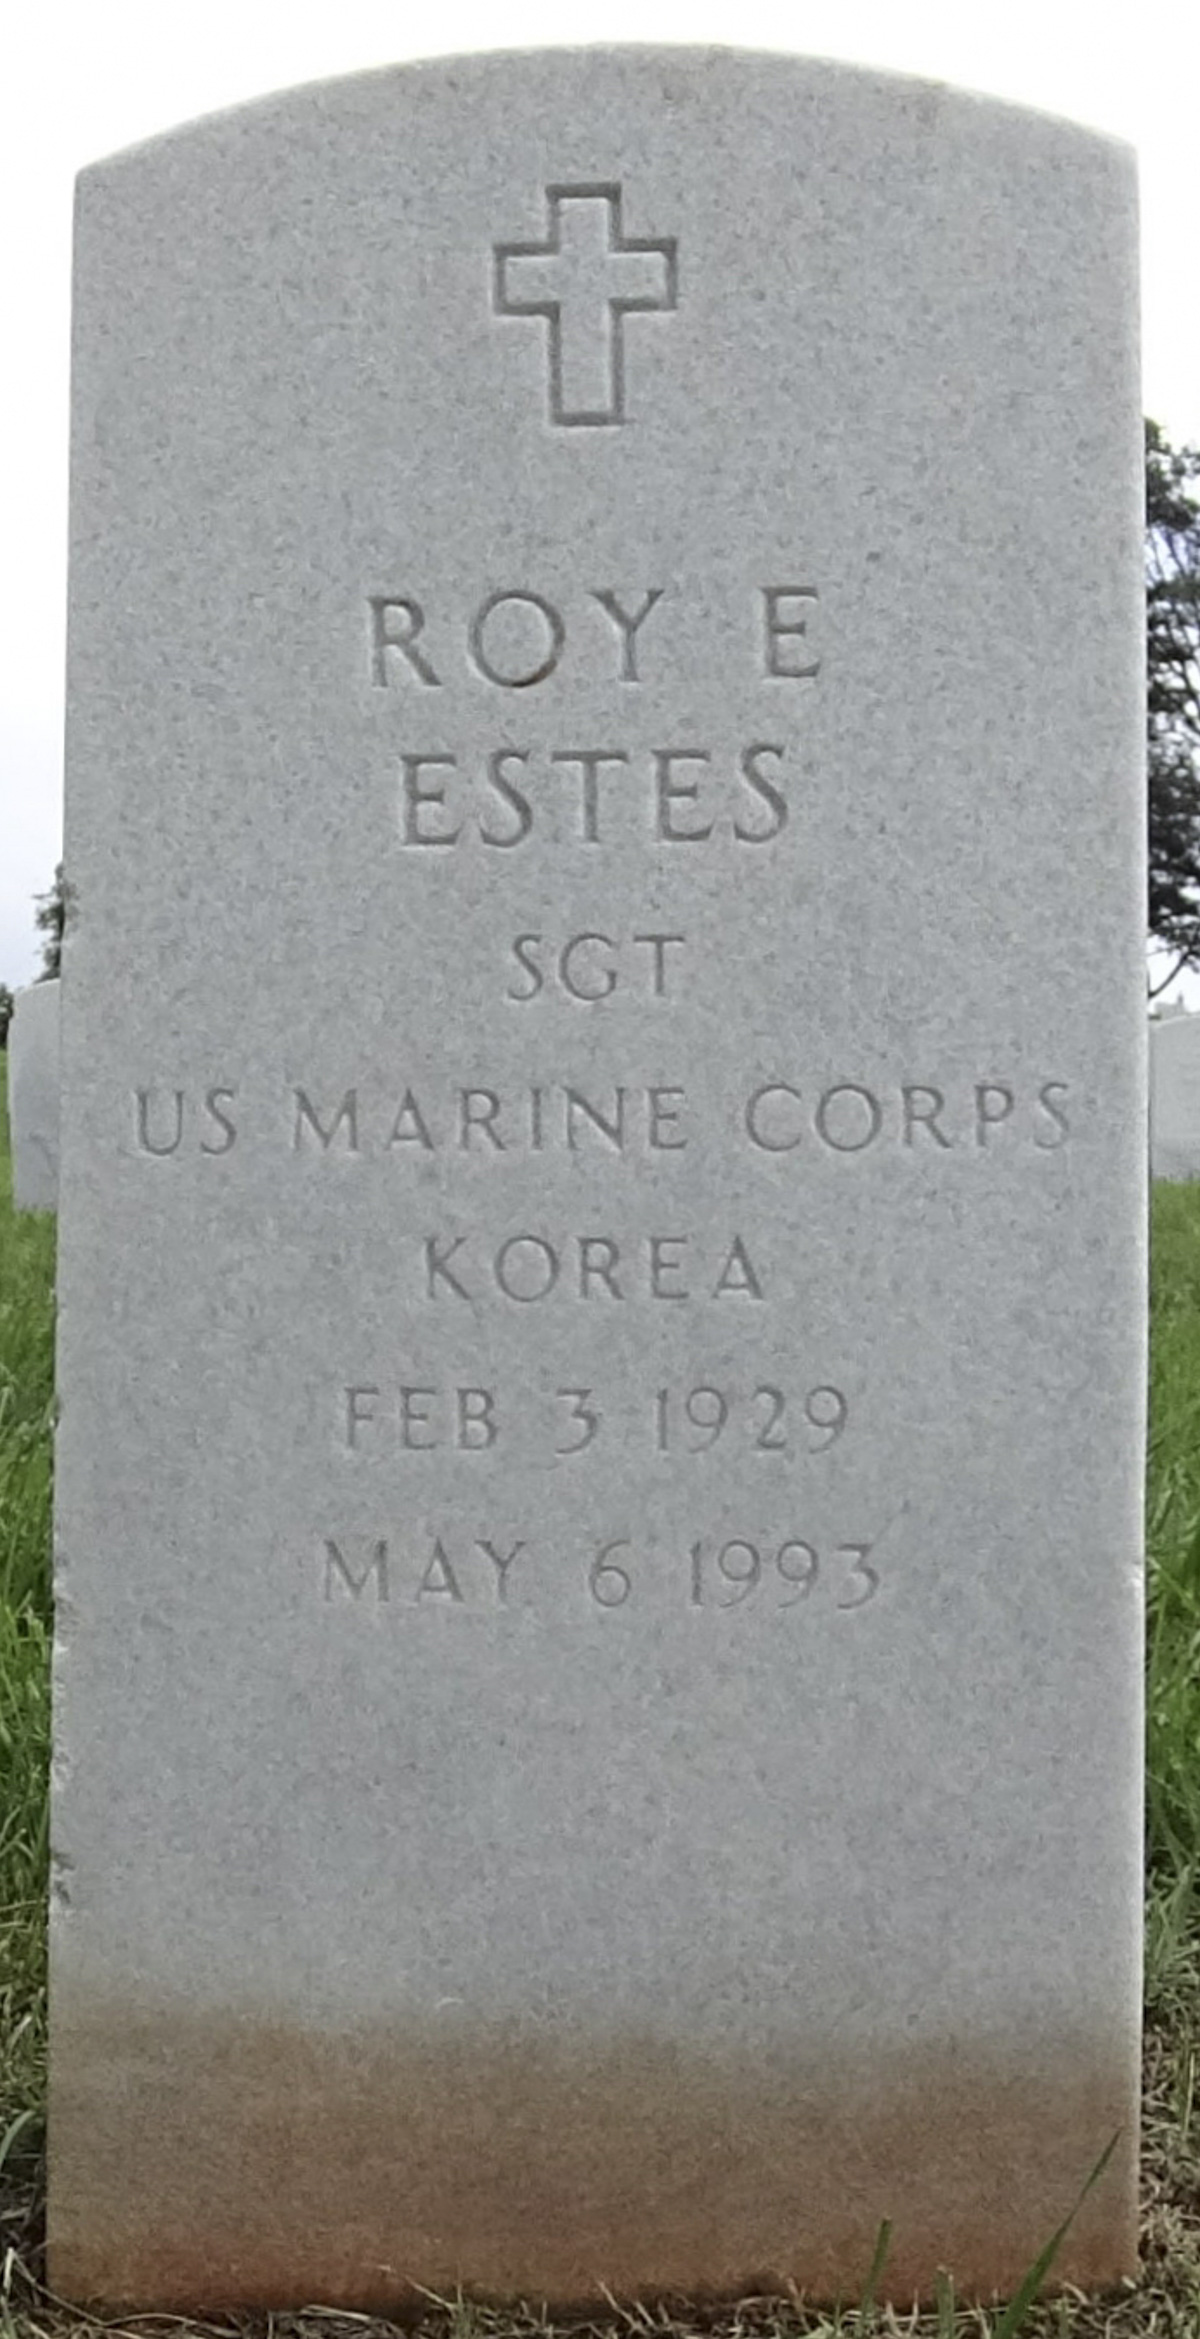 ROY E
ESTES
SGT
US MARINE CORPS
KOREA
FEB 3 1929
MAY 6 1993